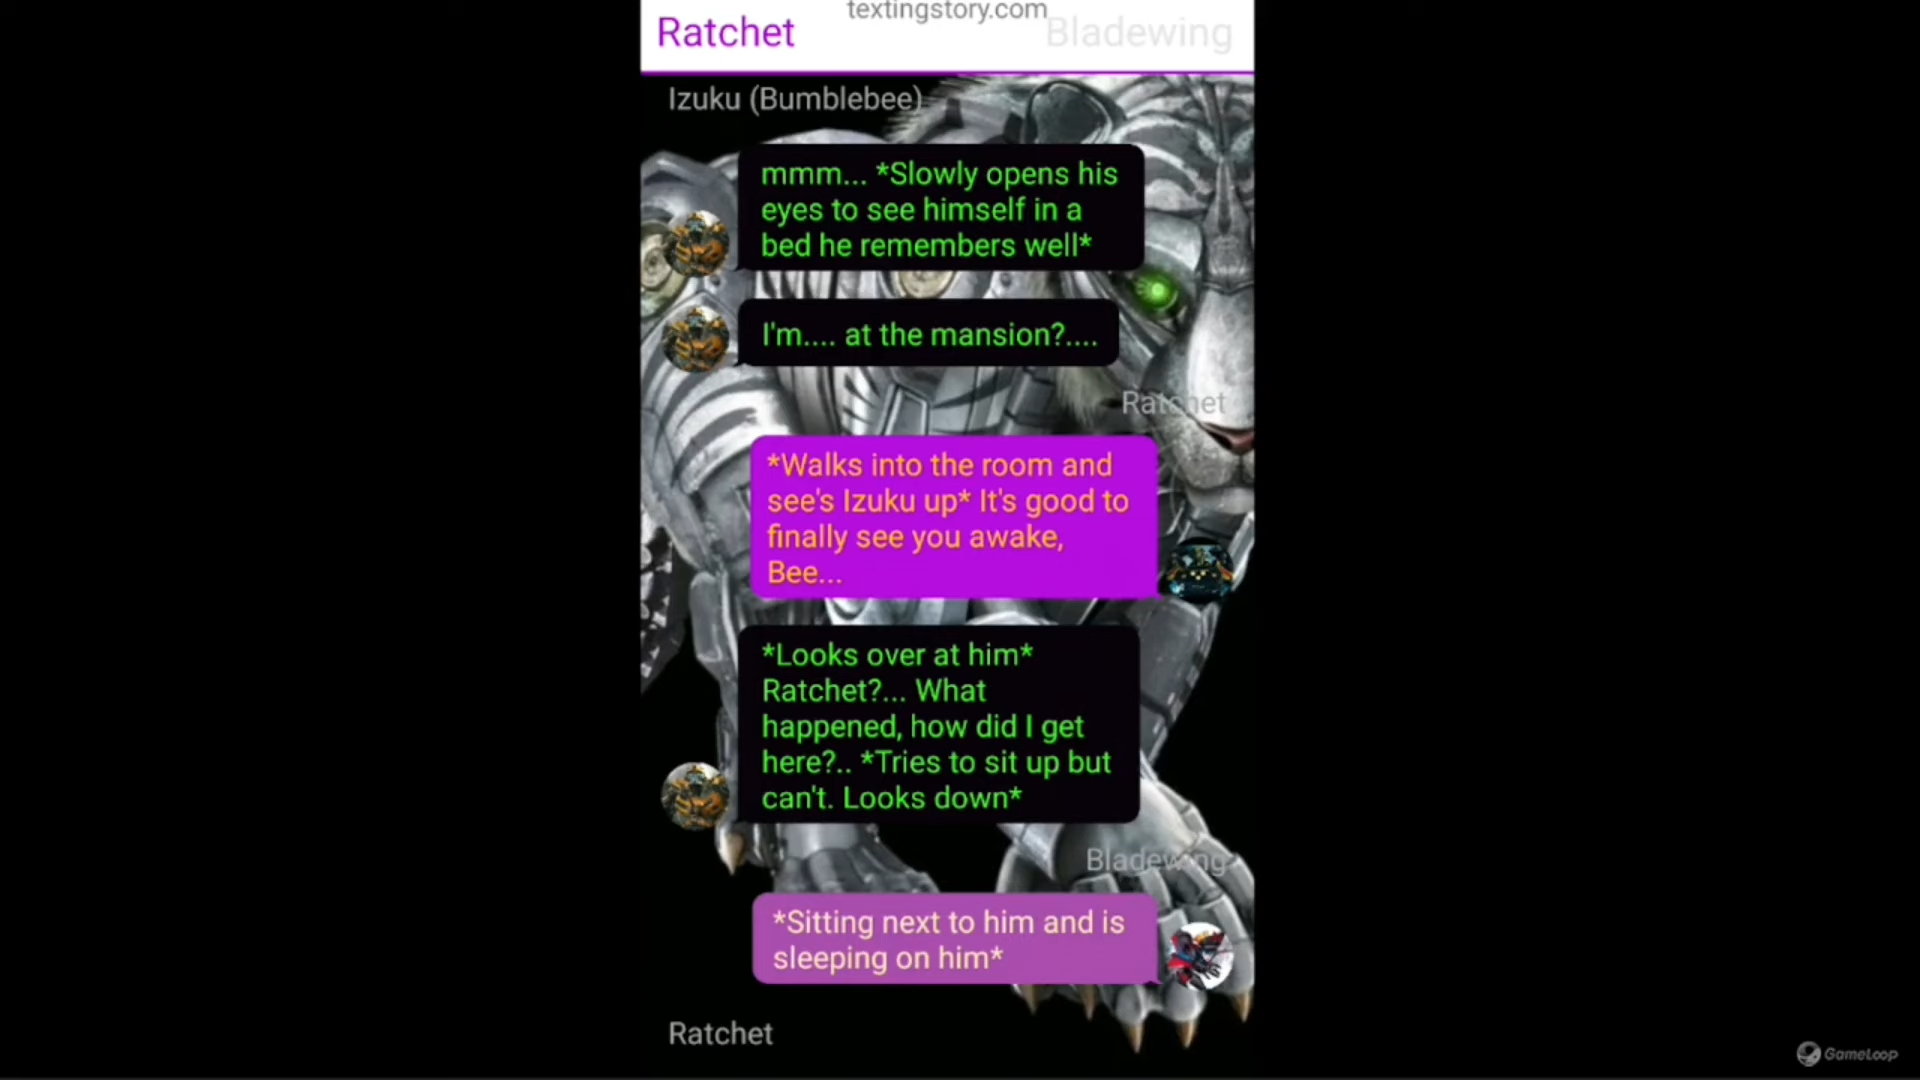 textingstory.com
Ratchet
Bladewing
Izuku (Bumblebee)
mmm... *Slowly opens his
eyes to see himself in a
bed he remembers well*
I'm.... at the mansion?....
Ratchet
*Walks into the room and
see's Izuku up* It's good to
finally see you awake,
Bee...
*Looks over at him*
Ratchet?... What
happened, how did I get
here?.. *Tries to sit up but
can't. Looks down*
Bladewing
*Sitting next to him and is
sleeping on him*
Ratchet
GameLoop